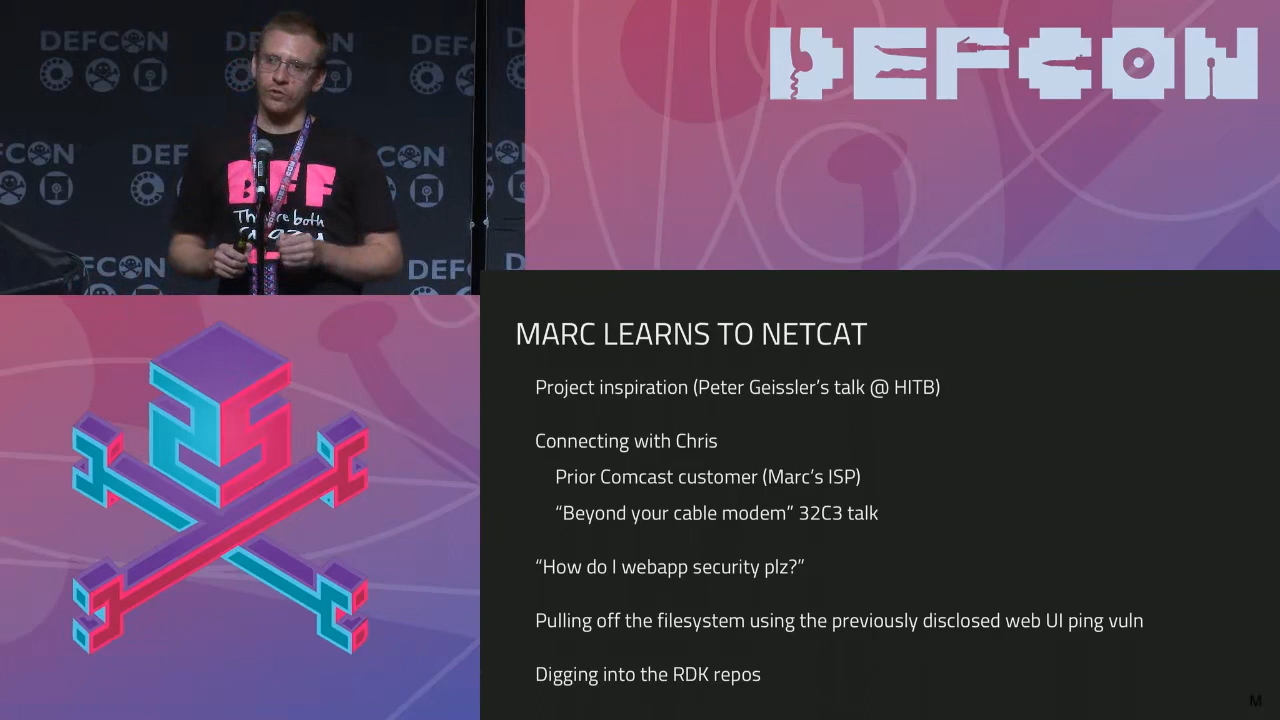 DEFCON
DEFCON
MARC LEARNS TO NETCAT
Project inspiration (Peter Geissler's talk @ HITB)
Connecting with Chris
Prior Comcast customer (Marc's ISP)
“Beyond your cable modem” 32C3 talk
“How do I webapp security plz?”
Pulling off the filesystem using the previously disclosed web UI ping vuln
Digging into the RDK repos
M